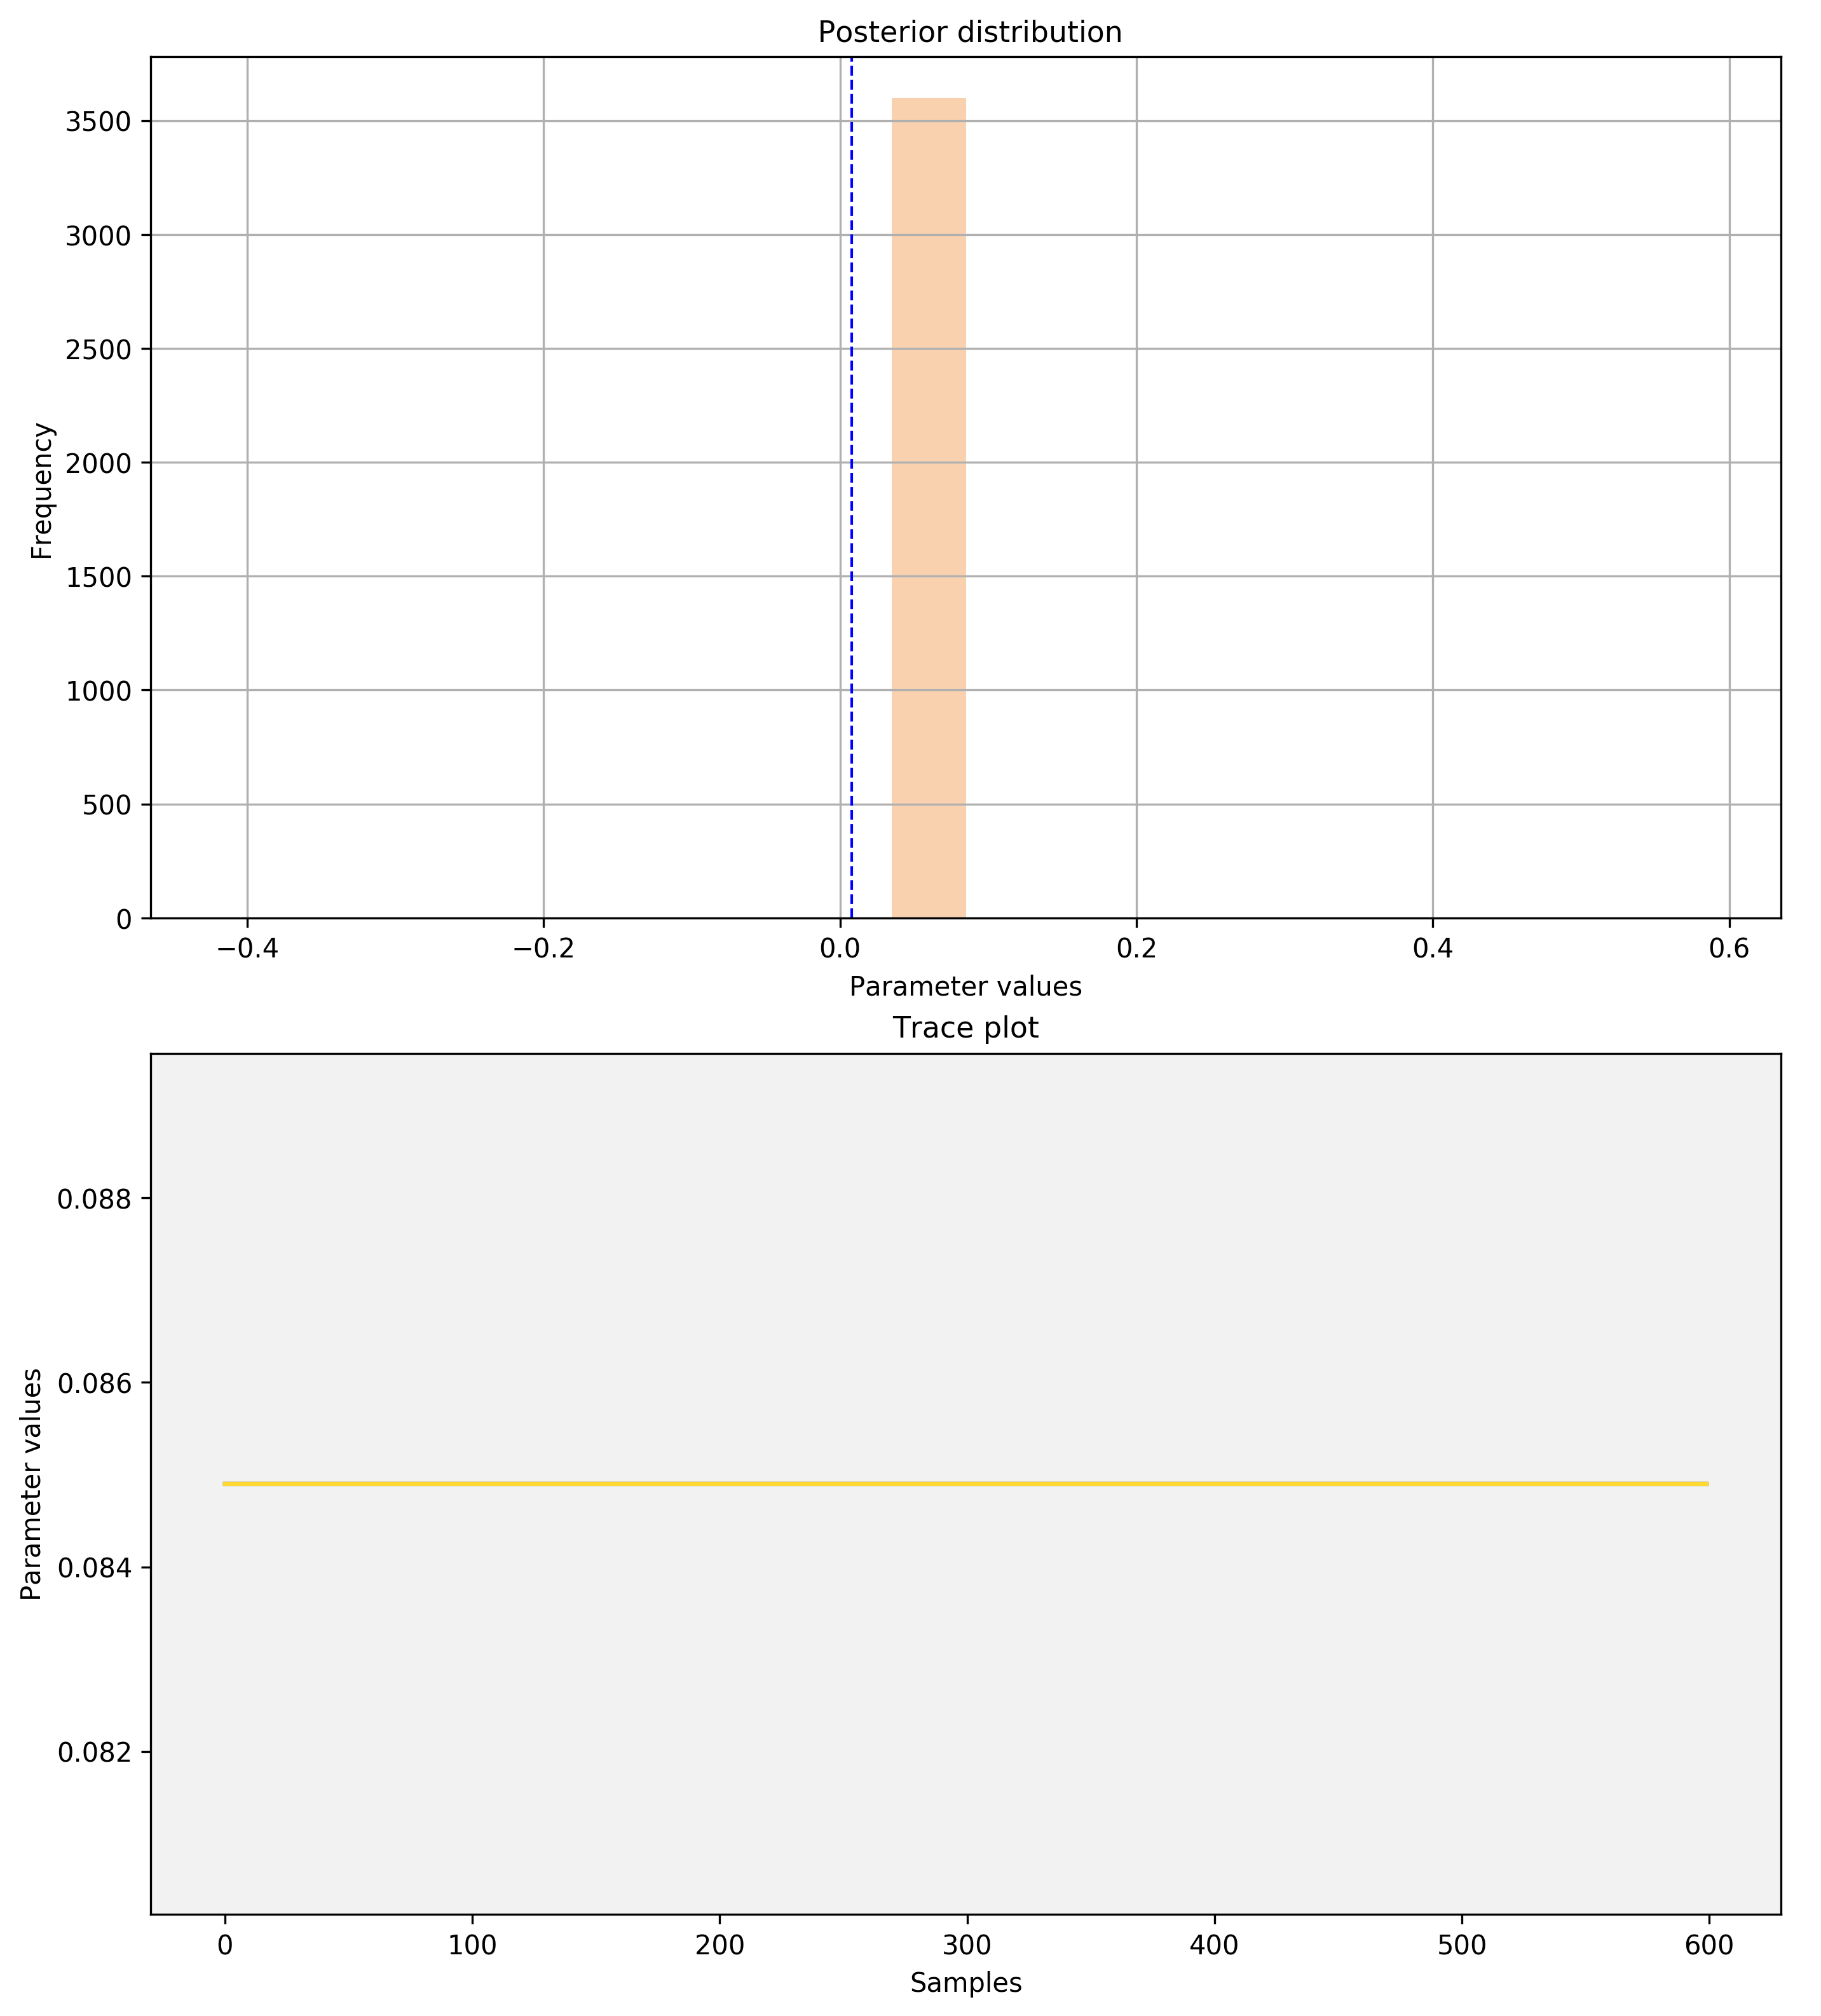 Posterior distribution
3500
3000
2500
2000
1500
1000
500
0
Frequency
−0.4 −0.2 0.0 0.2 0.4 0.6
Parameter values
Trace plot
0.088
0.086
0.084
0.082
Parameter values
0 100 200 300 400 500 600
Samples